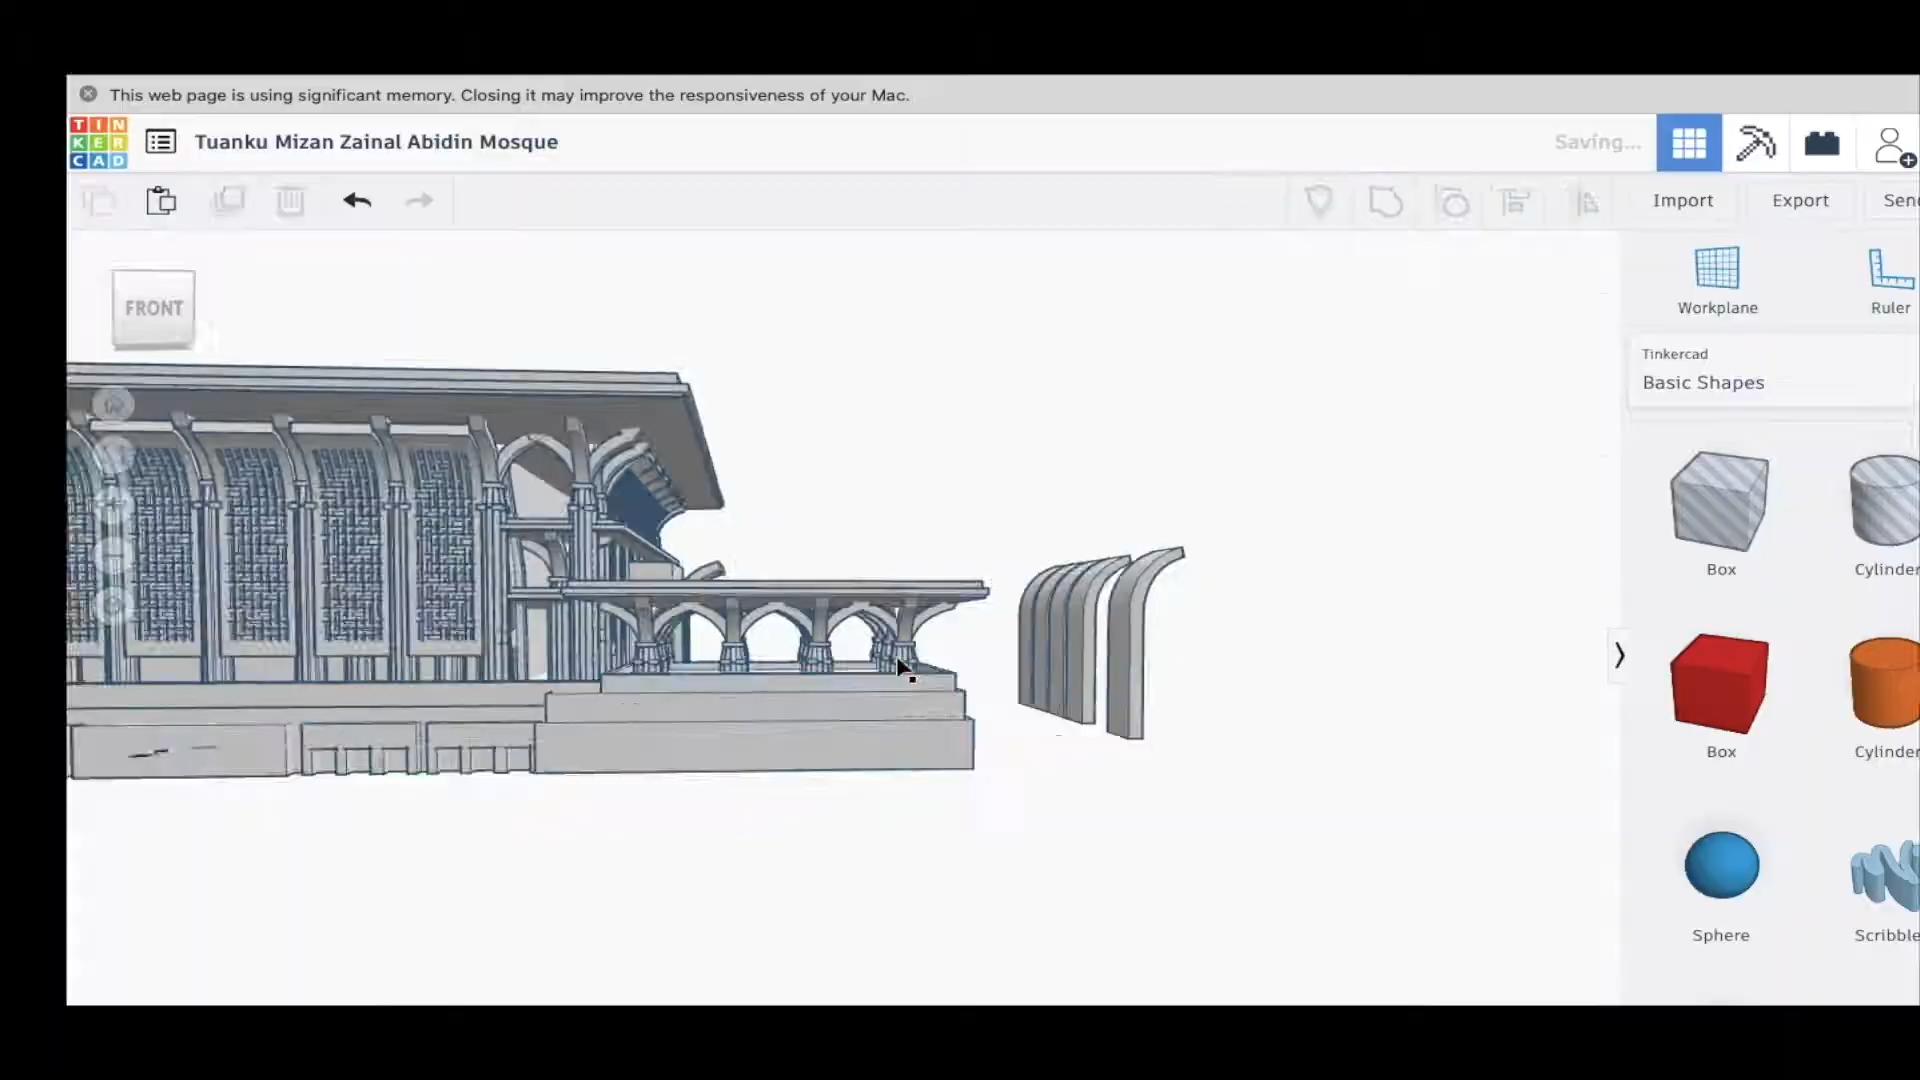 This web page is using significant memory. Closing it may improve the responsiveness of your Mac.
TIN
KER
CAD
Tuanku Mizan Zainal Abidin Mosque
Saving...
Import
Export
Sen
FRONT
Workplane
Ruler
Tinkercad
Basic Shapes
Box
Cylinder
Box
Cylinder
Sphere
Scribble